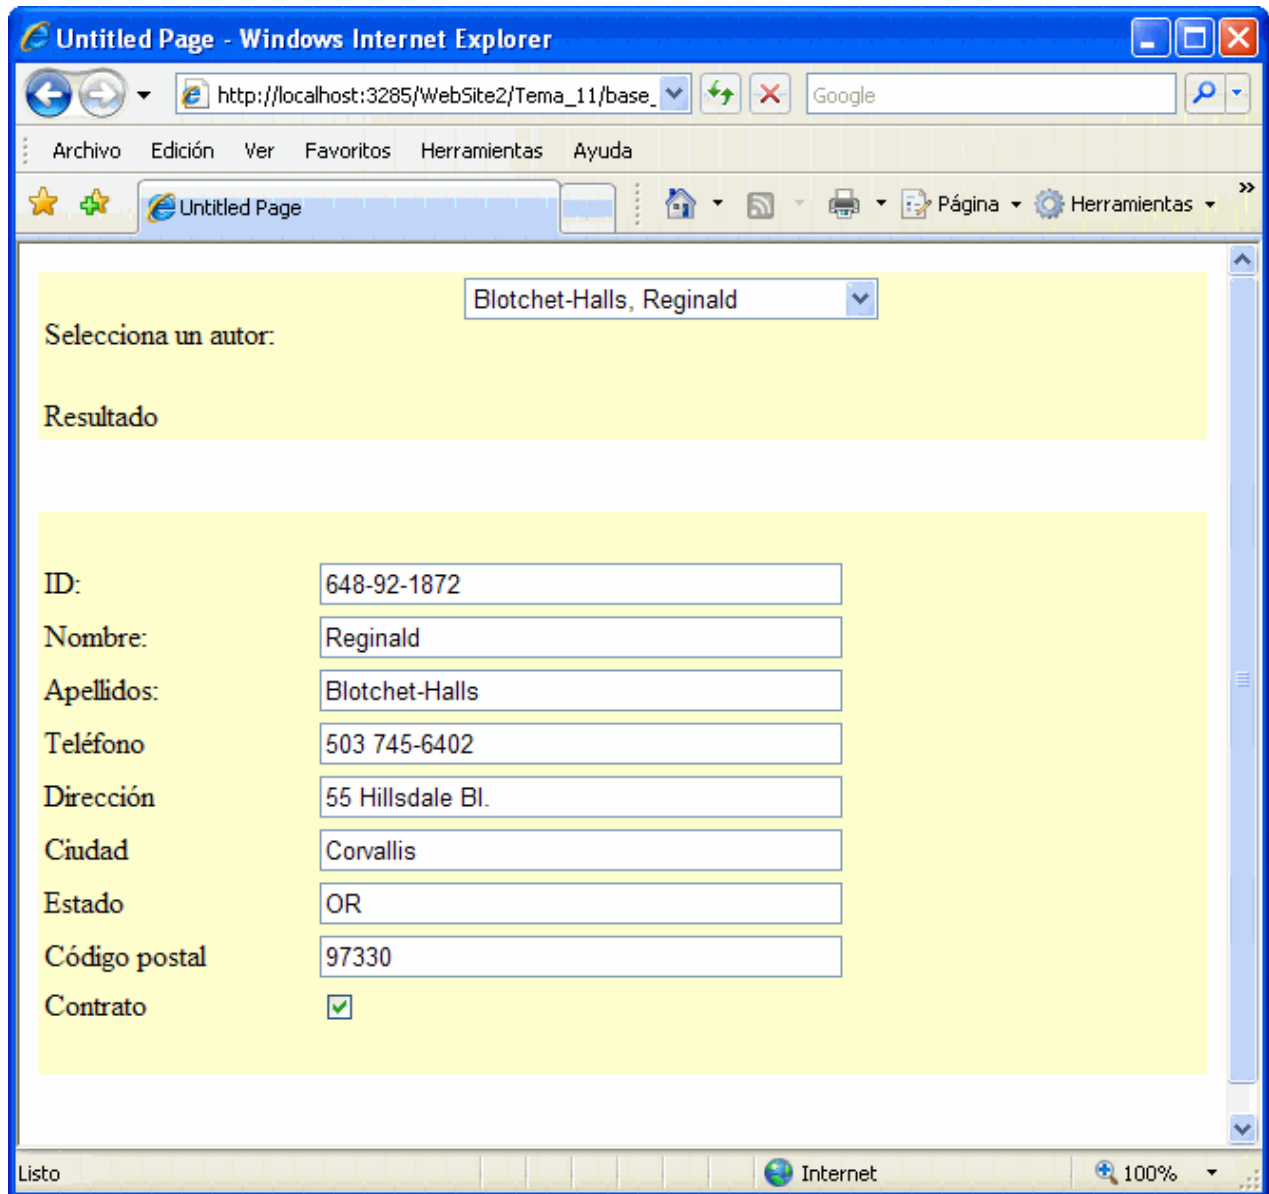 Untitled Page - Windows Internet Explorer
http://localhost:3285/WebSite2/Tema_11/base_
Google
Archivo Edición Ver Favoritos Herramientas Ayuda
Untitled Page
Página
Herramientas
»
Blotchet-Halls, Reginald
Selecciona un autor:
Resultado
ID: 648-92-1872
Nombre: Reginald
Apellidos: Blotchet-Halls
Teléfono 503 745-6402
Dirección 55 Hillsdale Bl.
Ciudad Corvallis
Estado OR
Código postal 97330
Contrato
Listo Internet 100%